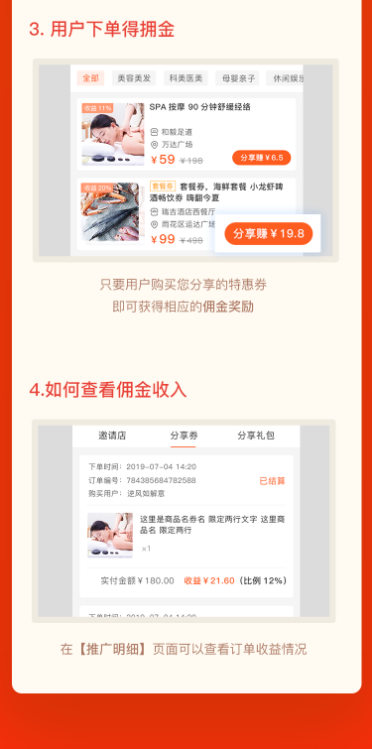 3. 用户下单得拥金
全部 美容美发 科美医美 母婴亲子 休闲娱乐
收益 11%
SPA 按摩 90 分钟舒缓经络
和毅足道
万达广场
¥59 ¥198 分享赚 ¥6.5
收益 20%
套餐券 套餐券，海鲜套餐 小龙虾啤
酒畅饮券 嗨翻今夏
瑞吉酒店西餐厅
雨花区运达广场
¥99 ¥498 分享赚 ¥19.8
只要用户购买您分享的特惠券
即可获得相应的佣金奖励
4.如何查看佣金收入
邀请店 分享券 分享礼包
下单时间：2019-07-04 14:20
订单编号：784385684782588 已结算
购买用户：逆风如解意
这里是商品名券名 限定两行文字 这里商
品名 限定两行
×1
实付金额 ¥180.00 收益 ¥21.60 (比例 12%)
下单时间：2019-07-04 14:20
在【推广明细】页面可以查看订单收益情况